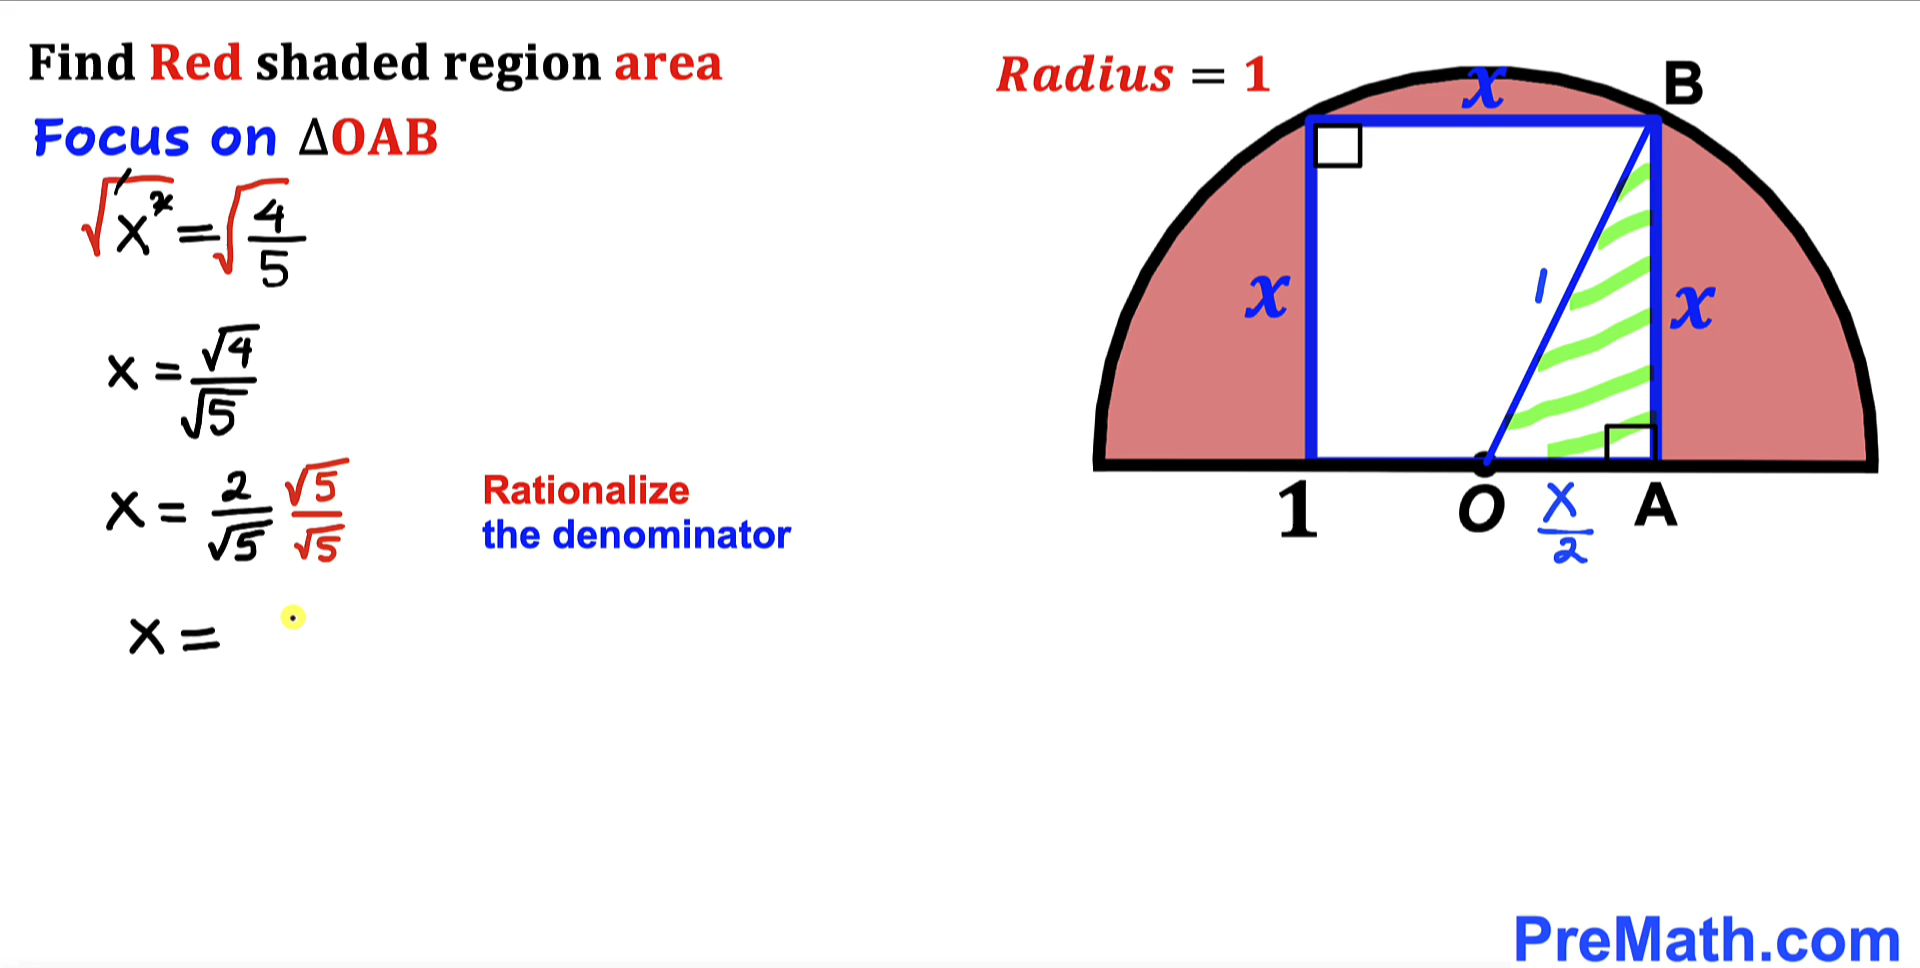 Find Red shaded region area
Focus on ΔOAB
√x² = √4/5
x = √4/√5
x = 2/√5 √5/√5
Rationalize
the denominator
x =
Radius = 1
x
B
x
1
x
1
O
x/2
A
PreMath.com